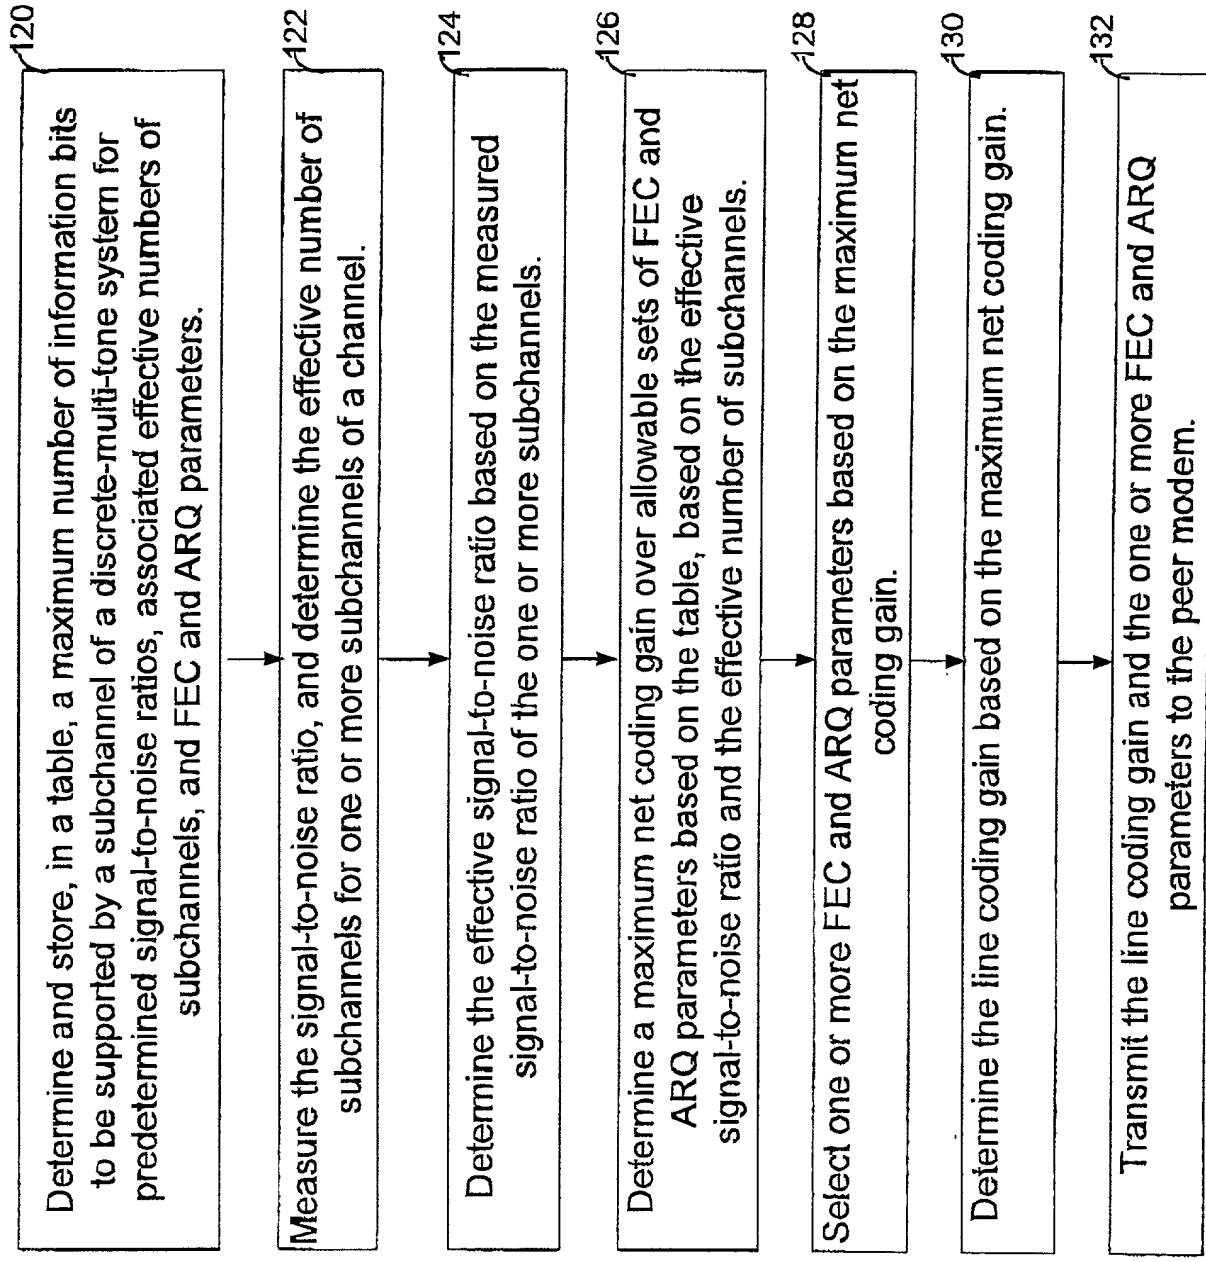 120
Determine and store, in a table, a maximum number of information bits
to be supported by a subchannel of a discrete-multi-tone system for
predetermined signal-to-noise ratios, associated effective numbers of
subchannels, and FEC and ARQ parameters.
122
Measure the signal-to-noise ratio, and determine the effective number of
subchannels for one or more subchannels of a channel.
124
Determine the effective signal-to-noise ratio based on the measured
signal-to-noise ratio of the one or more subchannels.
126
Determine a maximum net coding gain over allowable sets of FEC and
ARQ parameters based on the table, based on the effective
signal-to-noise ratio and the effective number of subchannels.
128
Select one or more FEC and ARQ parameters based on the maximum net
coding gain.
130
Determine the line coding gain based on the maximum net coding gain.
132
Transmit the line coding gain and the one or more FEC and ARQ
parameters to the peer modem.